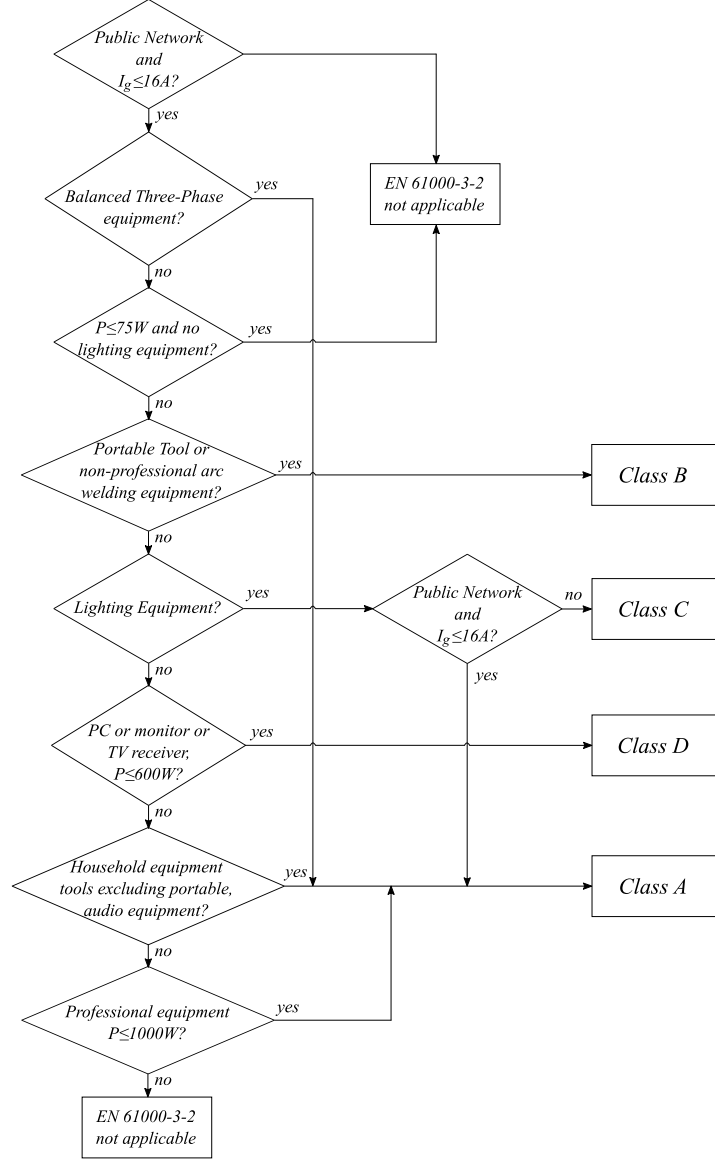 Public Network
and
Ig≤16A?
yes
EN 61000-3-2
not applicable
Balanced Three-Phase
equipment?
yes
no
P≤75W and no
lighting equipment?
yes
no
Portable Tool or
non-professional arc
welding equipment?
yes
Class B
no
Lighting Equipment?
yes
Public Network
and
Ig≤16A?
no
Class C
yes
no
PC or monitor or
TV receiver,
P≤600W?
yes
Class D
no
Household equipment
tools excluding portable,
audio equipment?
yes
Class A
no
Professional equipment
P≤1000W?
yes
no
EN 61000-3-2
not applicable